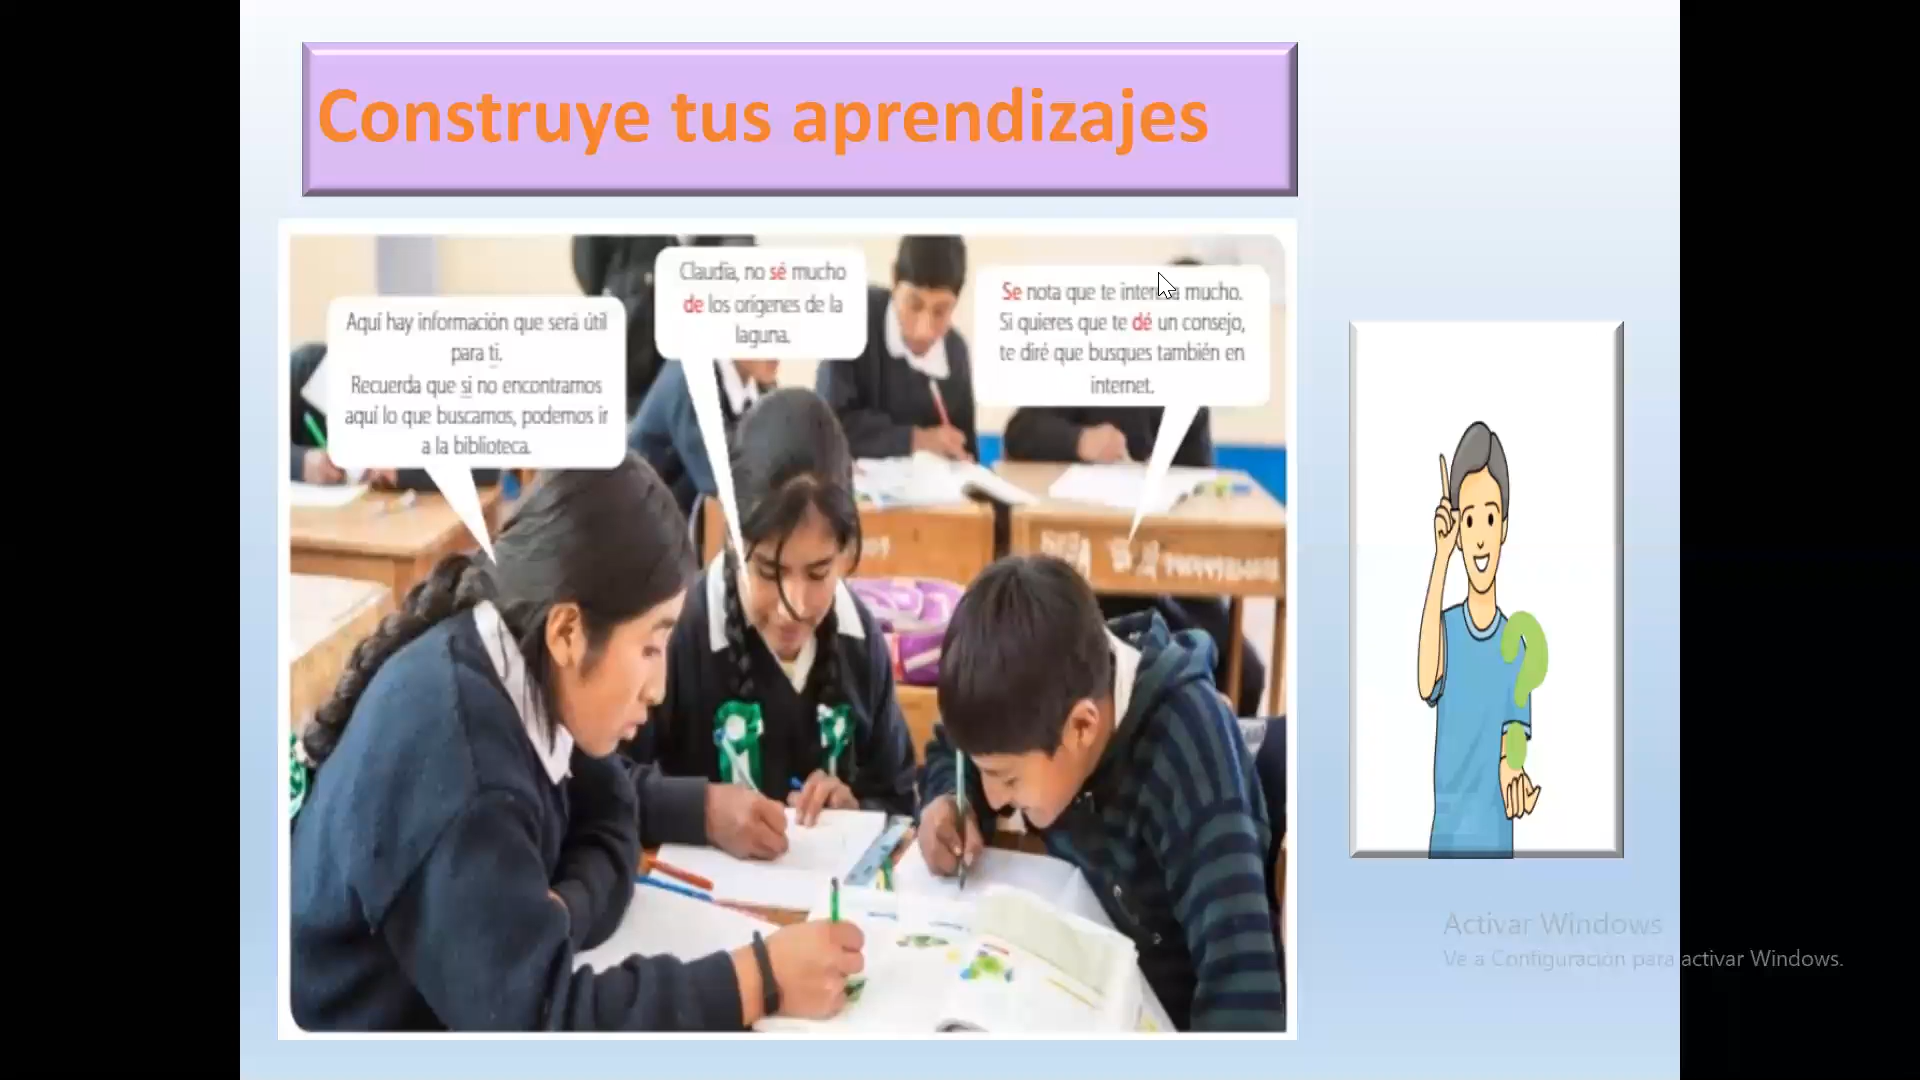 Construye tus aprendizajes
Aquí hay información que será útil
para ti.
Recuerda que si no encontramos
aquí lo que buscamos, podemos ir
a la biblioteca.
Claudia, no sé mucho
de los orígenes de la
laguna.
Se nota que te mucho.
Si quieres que te dé un consejo,
te diré que busques también en
internet.
Activar Windows
Ve a Configuración para activar Windows.